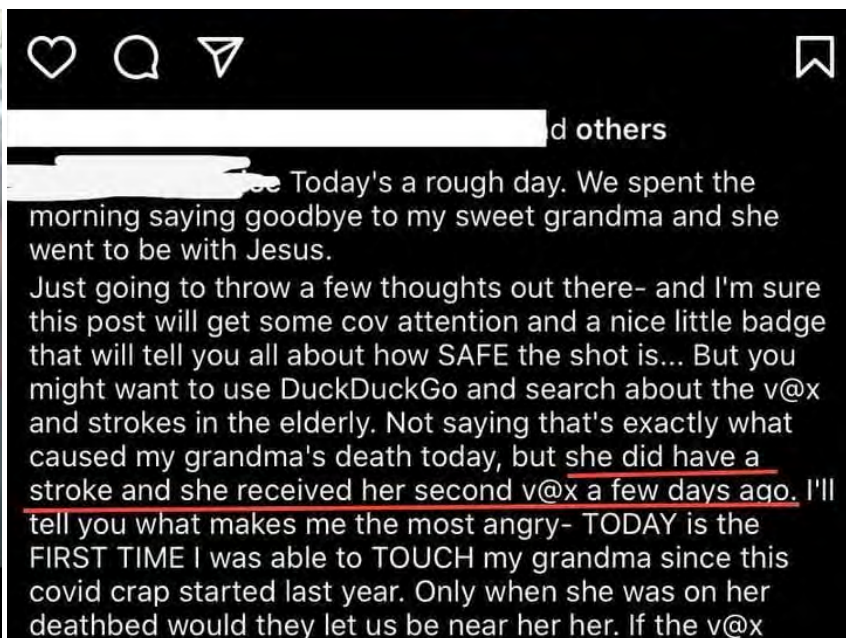 d others
Today's a rough day. We spent the
morning saying goodbye to my sweet grandma and she
went to be with Jesus.
Just going to throw a few thoughts out there- and I'm sure
this post will get some cov attention and a nice little badge
that will tell you all about how SAFE the shot is... But you
might want to use DuckDuckGo and search about the v@x
and strokes in the elderly. Not saying that's exactly what
caused my grandma's death today, but she did have a
stroke and she received her second v@x a few days ago. I'll
tell you what makes me the most angry- TODAY is the
FIRST TIME I was able to TOUCH my grandma since this
covid crap started last year. Only when she was on her
deathbed would they let us be near her her. If the v@x